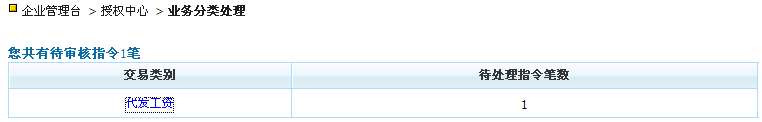 企业管理台 > 授权中心 > 业务分类处理
您共有待审核指令1笔
交易类别 待处理指令笔数
代发工资 1